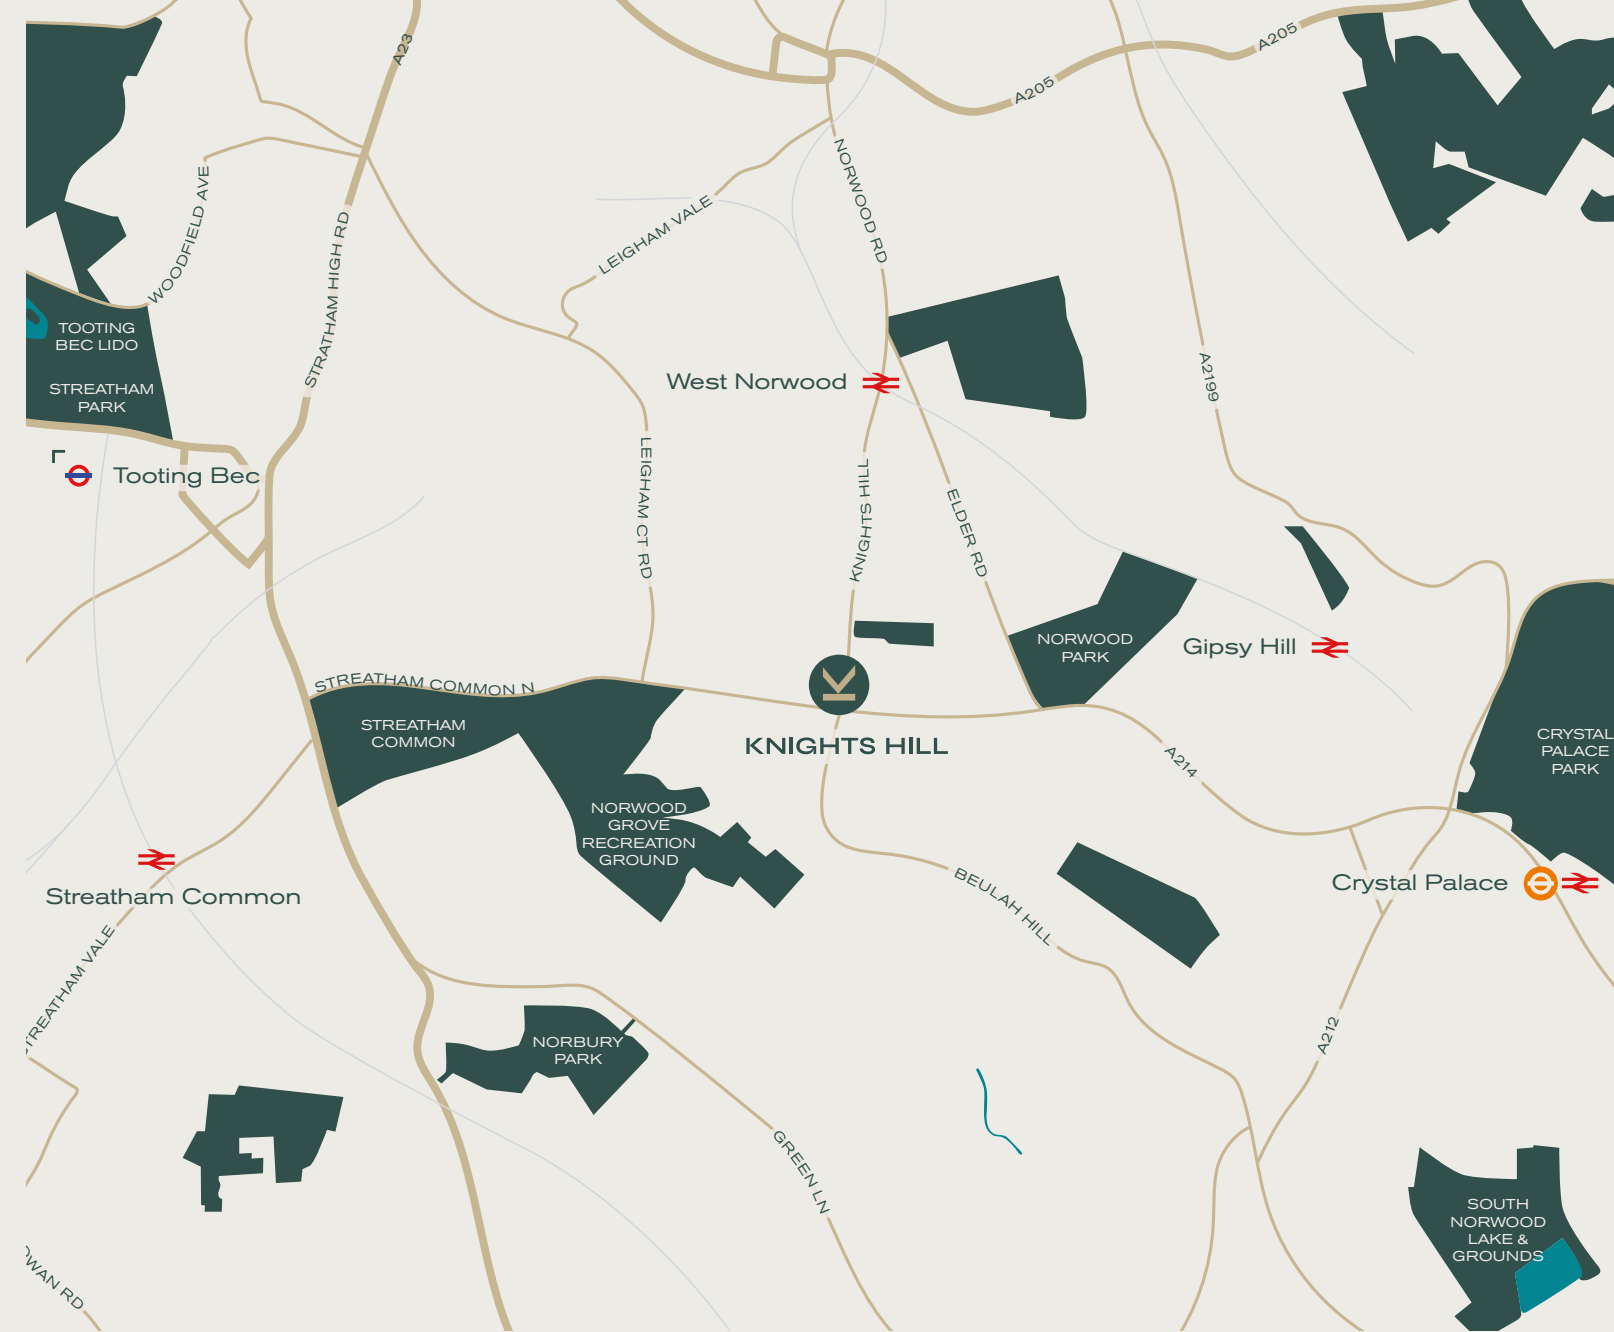 A23
A205
A205
NORWOOD RD
WOODFIELD AVE
LEIGHAM VALE
STRATHAM HIGH RD
TOOTING
BEC LIDO
STREATHAM
PARK
West Norwood
A2199
Tooting Bec
LEIGHAM CT RD
KNIGHTS HILL
ELDER RD
NORWOOD
PARK
Gipsy Hill
STREATHAM COMMON N
STREATHAM
COMMON
KNIGHTS HILL
A214
CRYSTAL
PALACE
PARK
NORWOOD
GROVE
RECREATION
GROUND
Streatham Common
BEULAH HILL
Crystal Palace
STREATHAM VALE
NORBURY
PARK
A212
GREEN LN
SOUTH
NORWOOD
LAKE &
GROUNDS
WAN RD